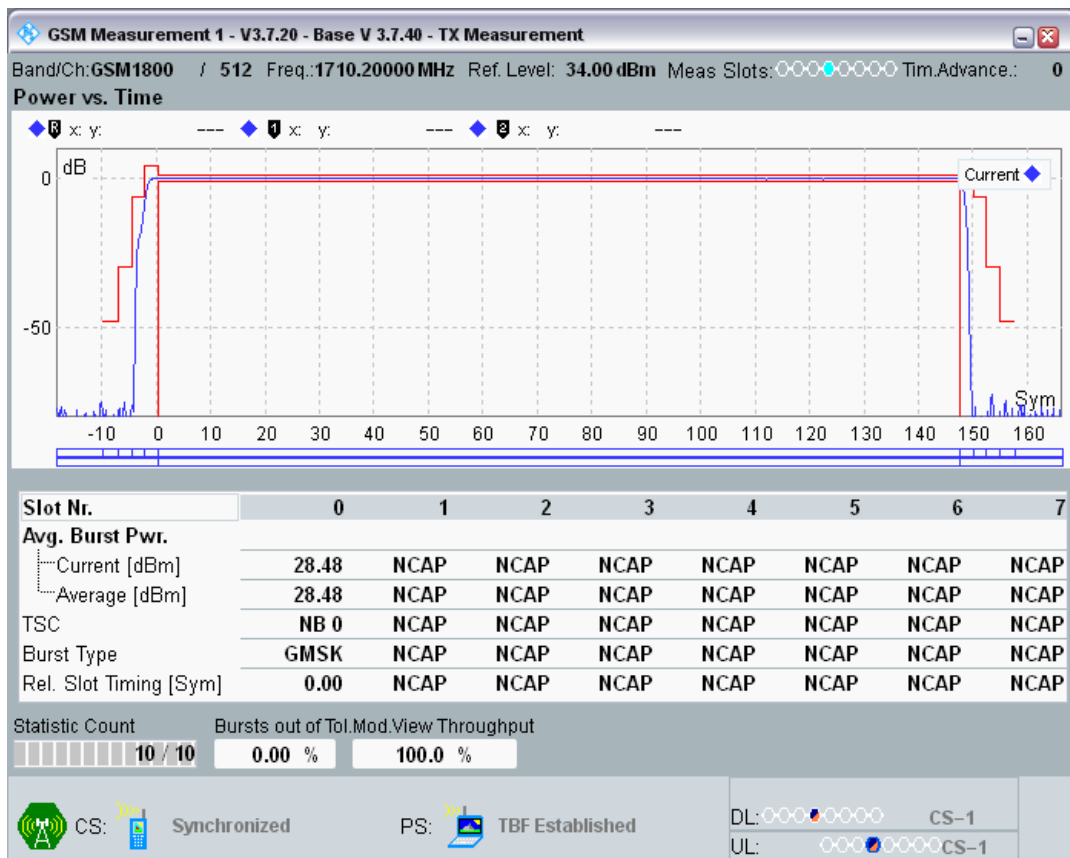 GSM Measurement 1 - V3.7.20 - Base V 3.7.40 - TX Measurement
Band/Ch:GSM1800 / 512 Freq.:1710.20000 MHz Ref. Level: 34.00 dBm Meas Slots: Tim.Advance.: 0
Power vs. Time
R x: y: --- 1 x: y: --- 2 x: y: ---
dB
Current
0
-50
Sym
-10 0 10 20 30 40 50 60 70 80 90 100 110 120 130 140 150 160
Slot Nr. 0 1 2 3 4 5 6 7
Avg. Burst Pwr.
Current [dBm] 28.48 NCAP NCAP NCAP NCAP NCAP NCAP NCAP
Average [dBm] 28.48 NCAP NCAP NCAP NCAP NCAP NCAP NCAP
TSC NB 0 NCAP NCAP NCAP NCAP NCAP NCAP NCAP
Burst Type GMSK NCAP NCAP NCAP NCAP NCAP NCAP NCAP
Rel. Slot Timing [Sym] 0.00 NCAP NCAP NCAP NCAP NCAP NCAP NCAP
Statistic Count Bursts out of Tol.Mod.View Throughput
10 / 10 0.00 % 100.0 %
CS: Synchronized PS: TBF Established DL: CS-1
UL: CS-1